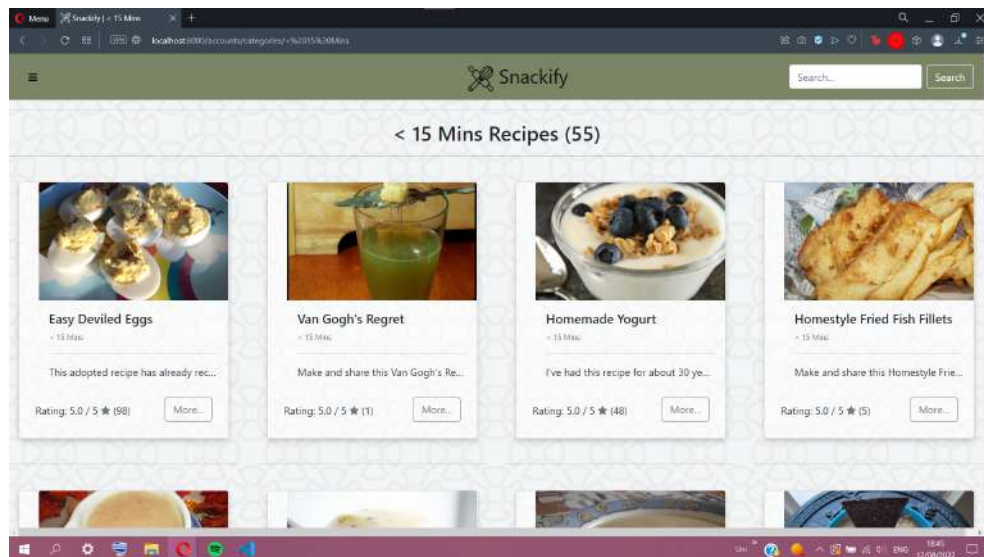 Menu
Snackify | < 15 Mins
VPN
localhost:8000/accounts/categories/<%2015%20Mins
Snackify
Search...
Search
< 15 Mins Recipes (55)
Easy Deviled Eggs
< 15 Mins
This adopted recipe has already rec...
Rating: 5.0 / 5 ★ (98)
More...
Van Gogh's Regret
< 15 Mins
Make and share this Van Gogh's Re...
Rating: 5.0 / 5 ★ (1)
More...
Homemade Yogurt
< 15 Mins
I've had this recipe for about 30 ye...
Rating: 5.0 / 5 ★ (48)
More...
Homestyle Fried Fish Fillets
< 15 Mins
Make and share this Homestyle Frie...
Rating: 5.0 / 5 ★ (5)
More...
ENG
18:45
12/08/2022